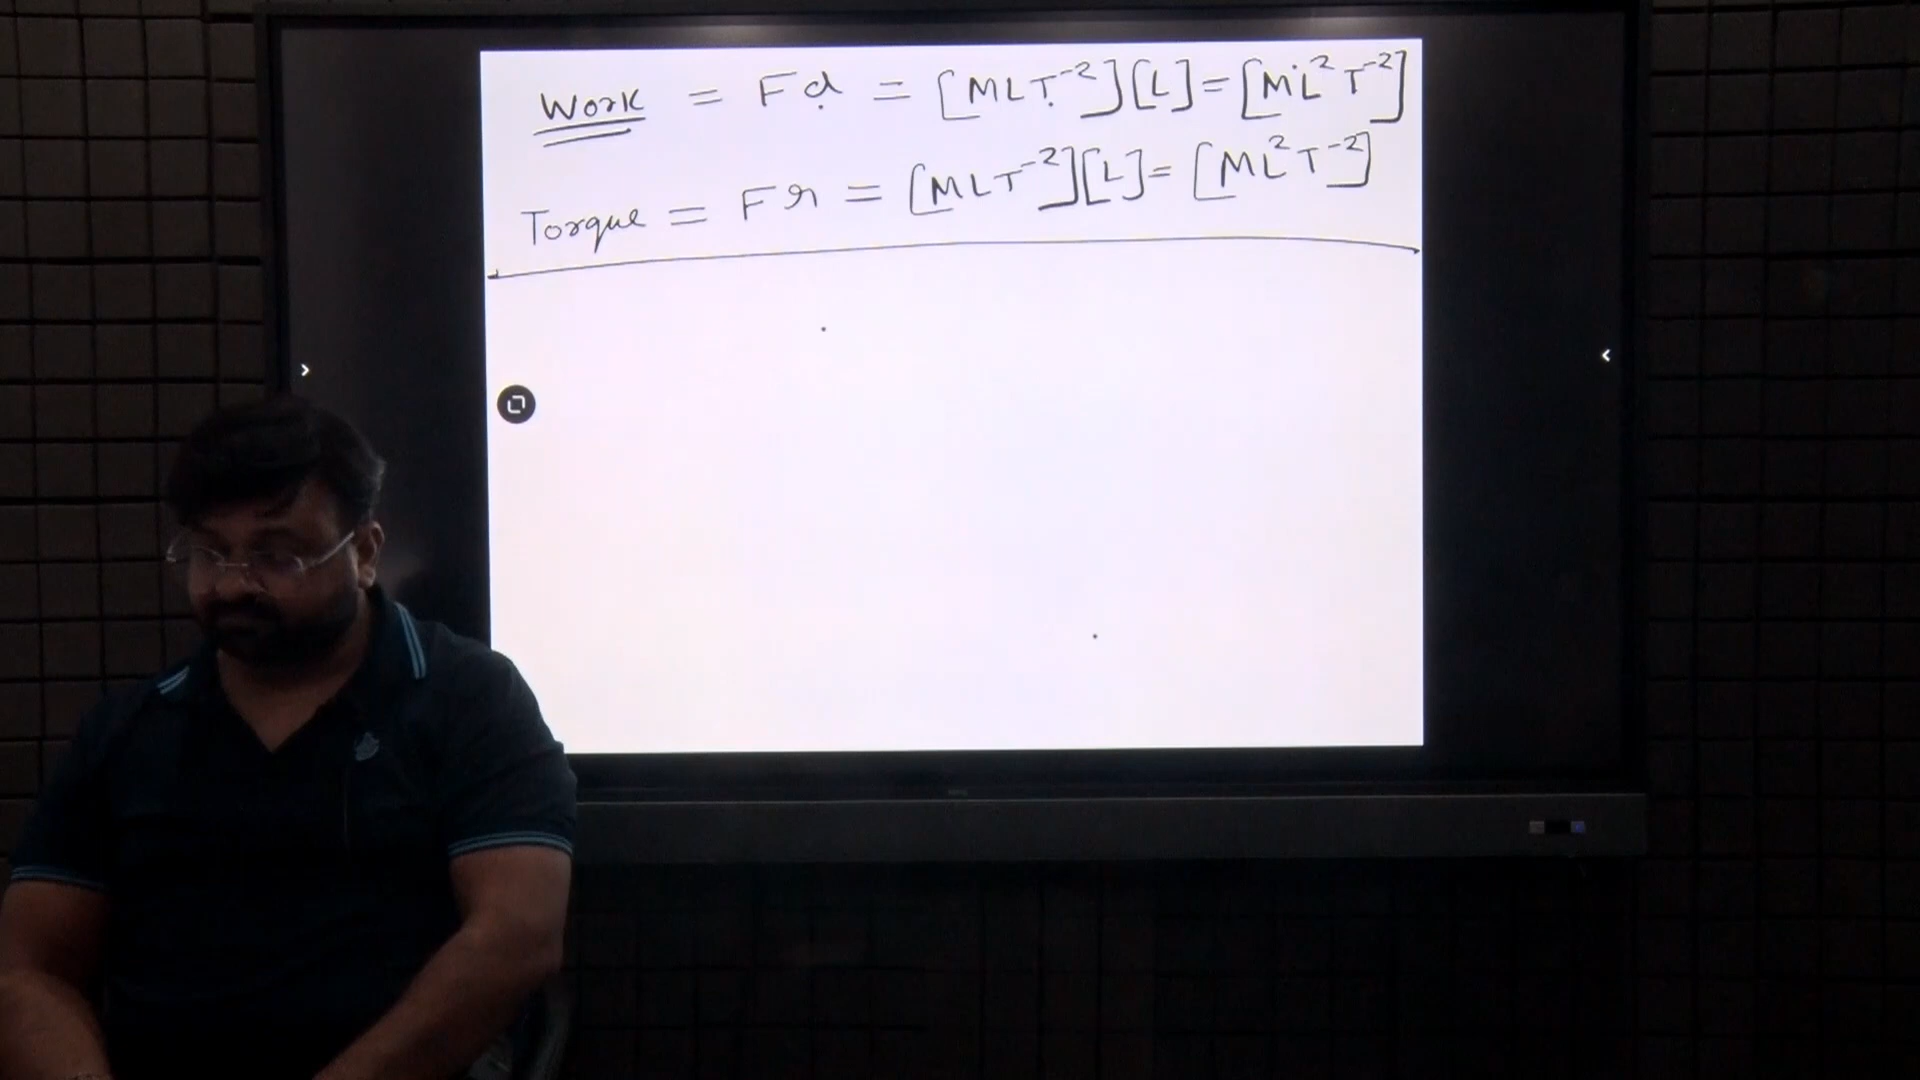 Work = Fd = [MLT⁻²][L] = [ML²T⁻²]
Torque = Fr = [MLT⁻²][L] = [ML²T⁻²]